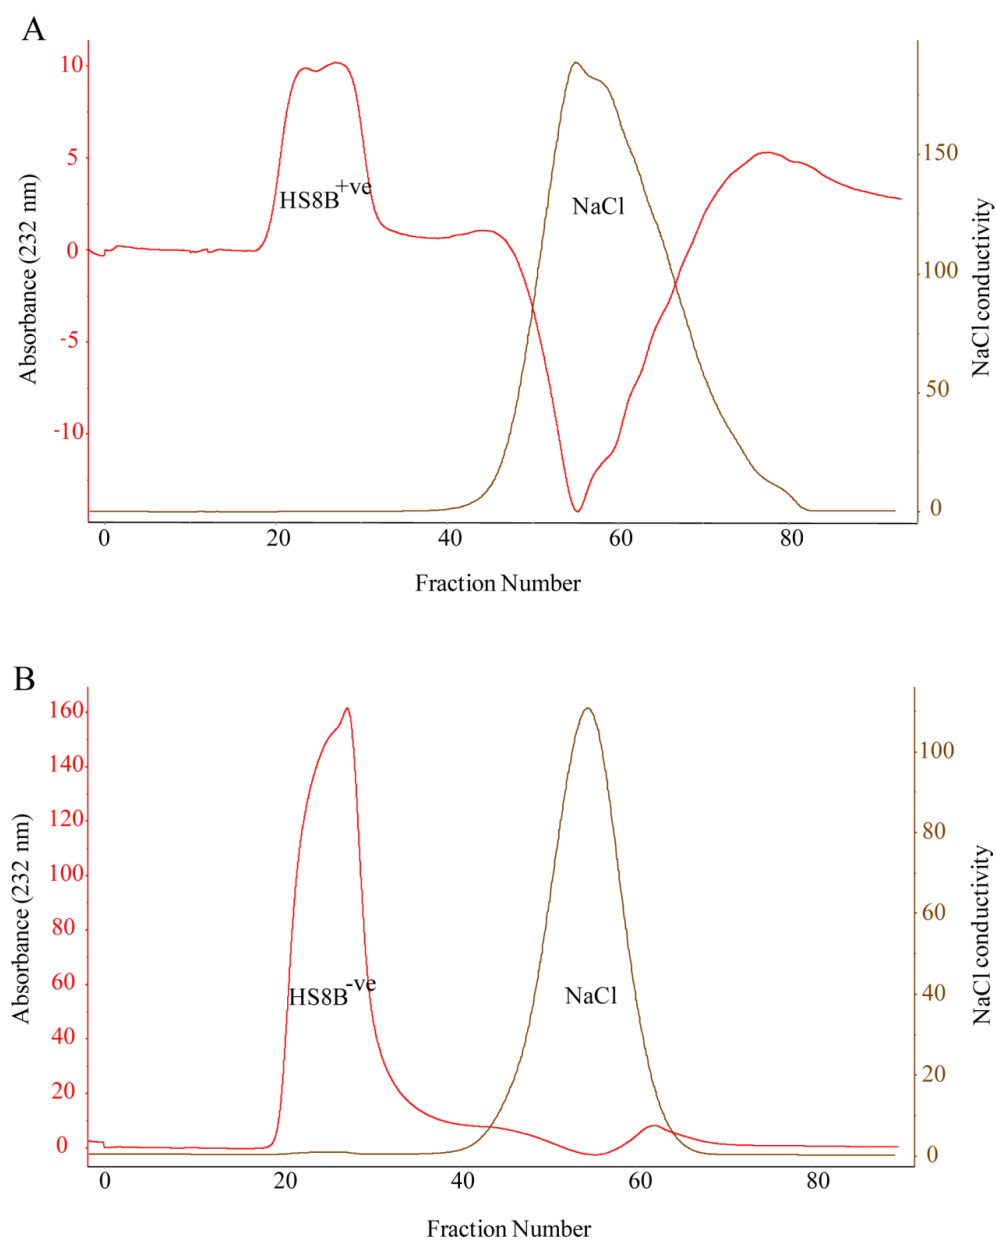 A
10
5
0
-5
-10
Absorbance (232 nm)
HS8B+ve
NaCl
150
100
50
0
NaCl conductivity
0 20 40 60 80
Fraction Number
B
160
140
120
100
80
60
40
20
0
Absorbance (232 nm)
HS8B-ve
NaCl
100
80
60
40
20
0
NaCl conductivity
0 20 40 60 80
Fraction Number